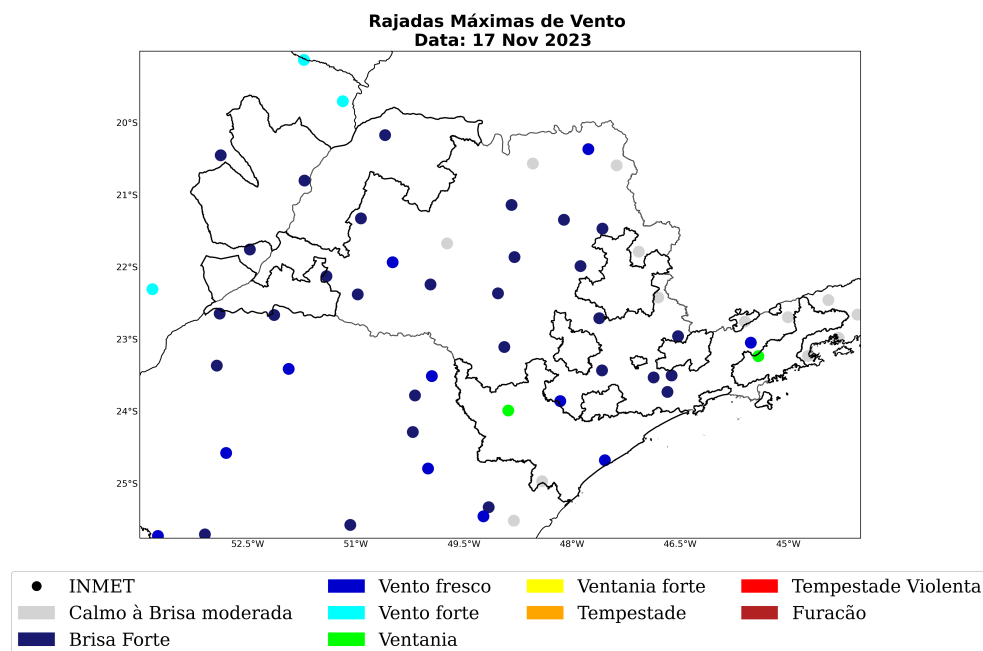 Rajadas Máximas de Vento
Data: 17 Nov 2023
20°S
21°S
22°S
23°S
24°S
25°S
52.5°W
51°W
49.5°W
48°W
46.5°W
45°W
INMET
Calmo à Brisa moderada
Brisa Forte
Vento fresco
Vento forte
Ventania
Ventania forte
Tempestade
Tempestade Violenta
Furacão